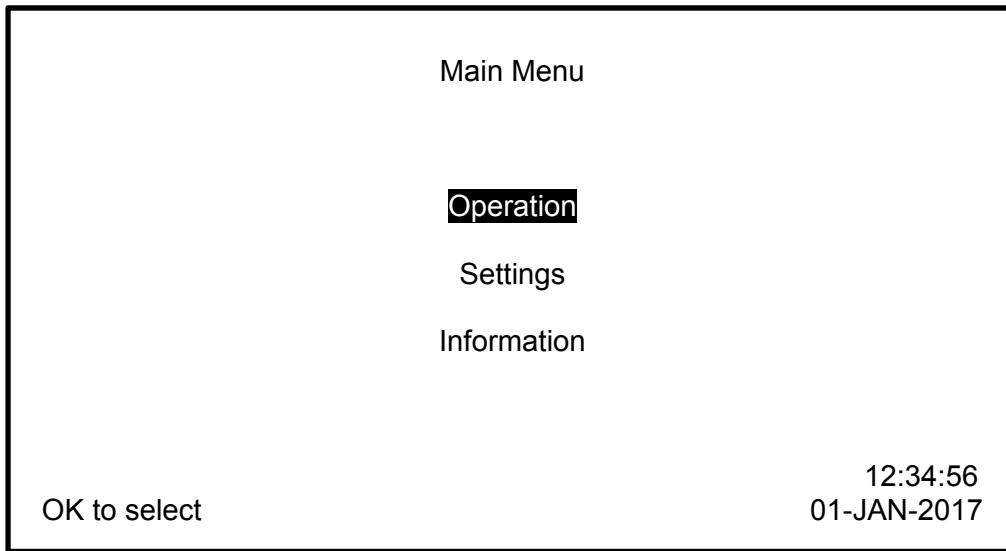 Main Menu
Operation
Settings
Information
12:34:56
OK to select
01-JAN-2017